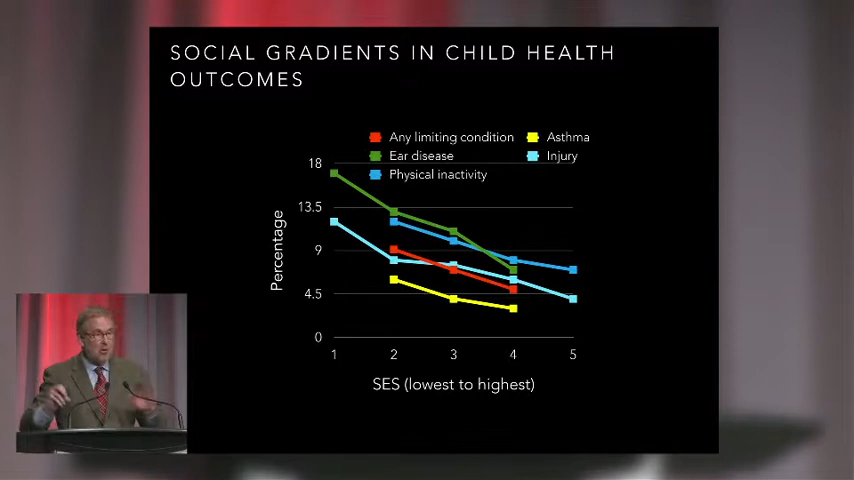 SOCIAL GRADIENTS IN CHILD HEALTH
OUTCOMES
Any limiting condition
Asthma
Ear disease
Injury
Physical inactivity
18
13.5
9
4.5
0
Percentage
1 2 3 4 5
SES (lowest to highest)